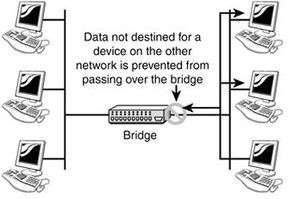 Data not destined for a
device on the other
network is prevented from
passing over the bridge
Bridge